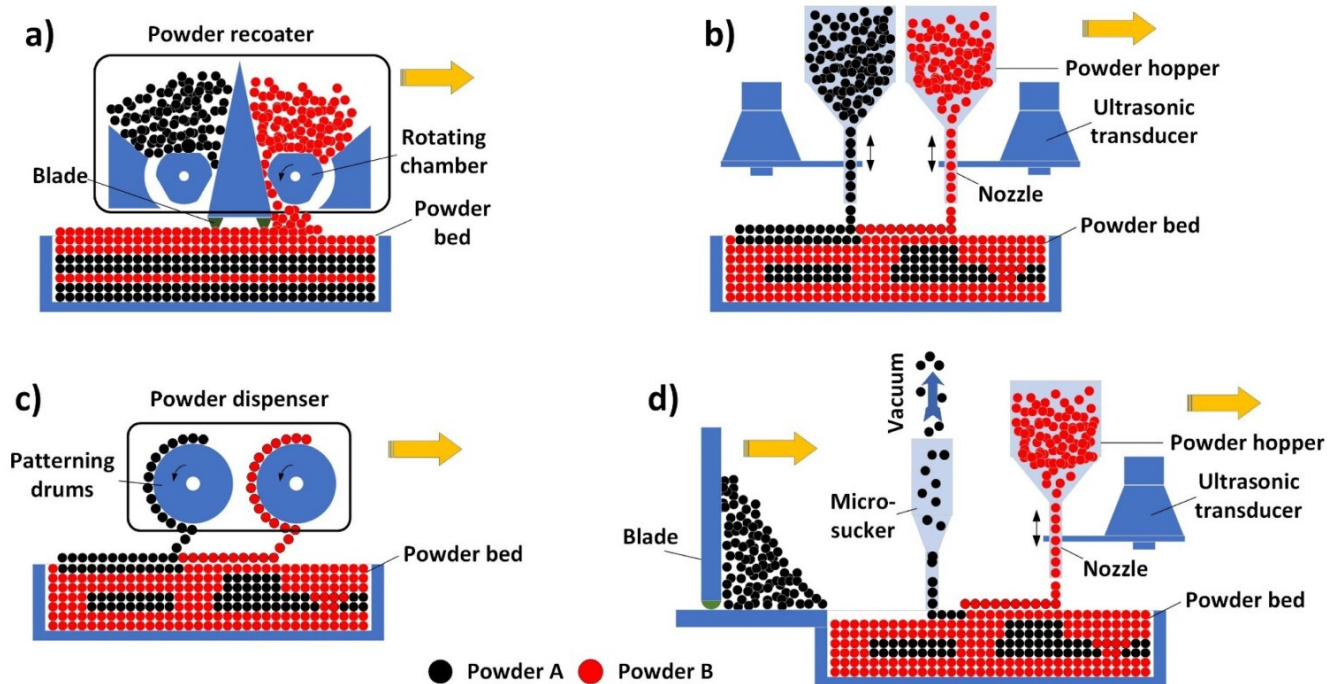 a)
Powder recoater
Rotating
chamber
Blade
Powder
bed
b)
Powder hopper
Ultrasonic
transducer
Nozzle
Powder bed
c)
Powder dispenser
Patterning
drums
Powder bed
d)
Vacuum
Powder hopper
Micro-
sucker
Ultrasonic
transducer
Blade
Nozzle
Powder bed
Powder A
Powder B